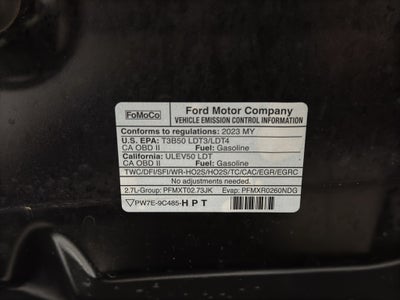 FoMoCo
Ford Motor Company
VEHICLE EMISSION CONTROL INFORMATION
Conforms to regulations: 2023 MY
U.S. EPA: T3B50 LDT3/LDT4
CA OBD II Fuel: Gasoline
California: ULEV50 LDT
CA OBD II Fuel: Gasoline
TWC/DFI/SFI/WR-HO2S/HO2S/TC/CAC/EGR/EGRC
No adjustments needed.
2.7L-Group: PFMXT02.73JK Evap: PFMXR0260NDG
PW7E-9C485-HPT